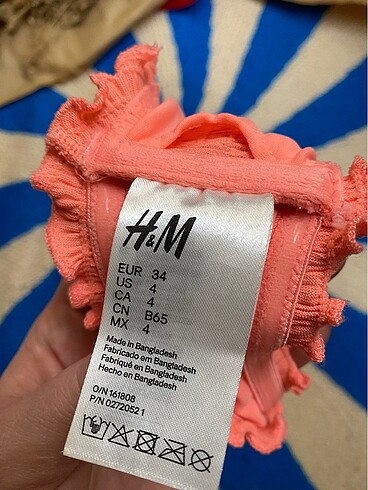 H&M
EUR 34
US 4
CA 4
CN B65
MX 4
Made in Bangladesh
Fabricado em Bangladesh
Fabriqué en Bangladesh
Hecho en Bangladesh
O/N 161808
P/N 02720521